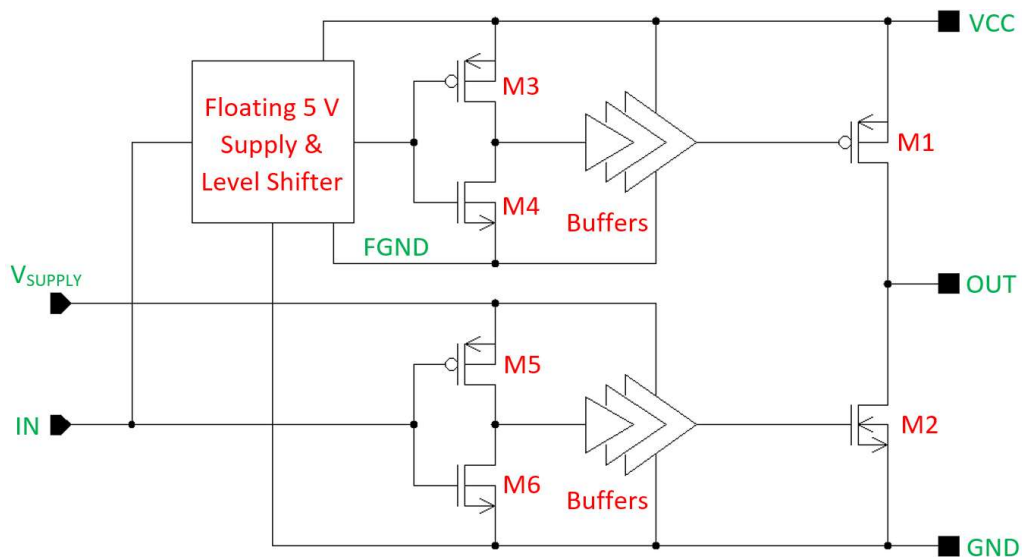 VCC
M3
Floating 5 V
Supply &
Level Shifter
M1
M4
Buffers
FGND
VSUPPLY
OUT
M5
IN
M2
M6
Buffers
GND